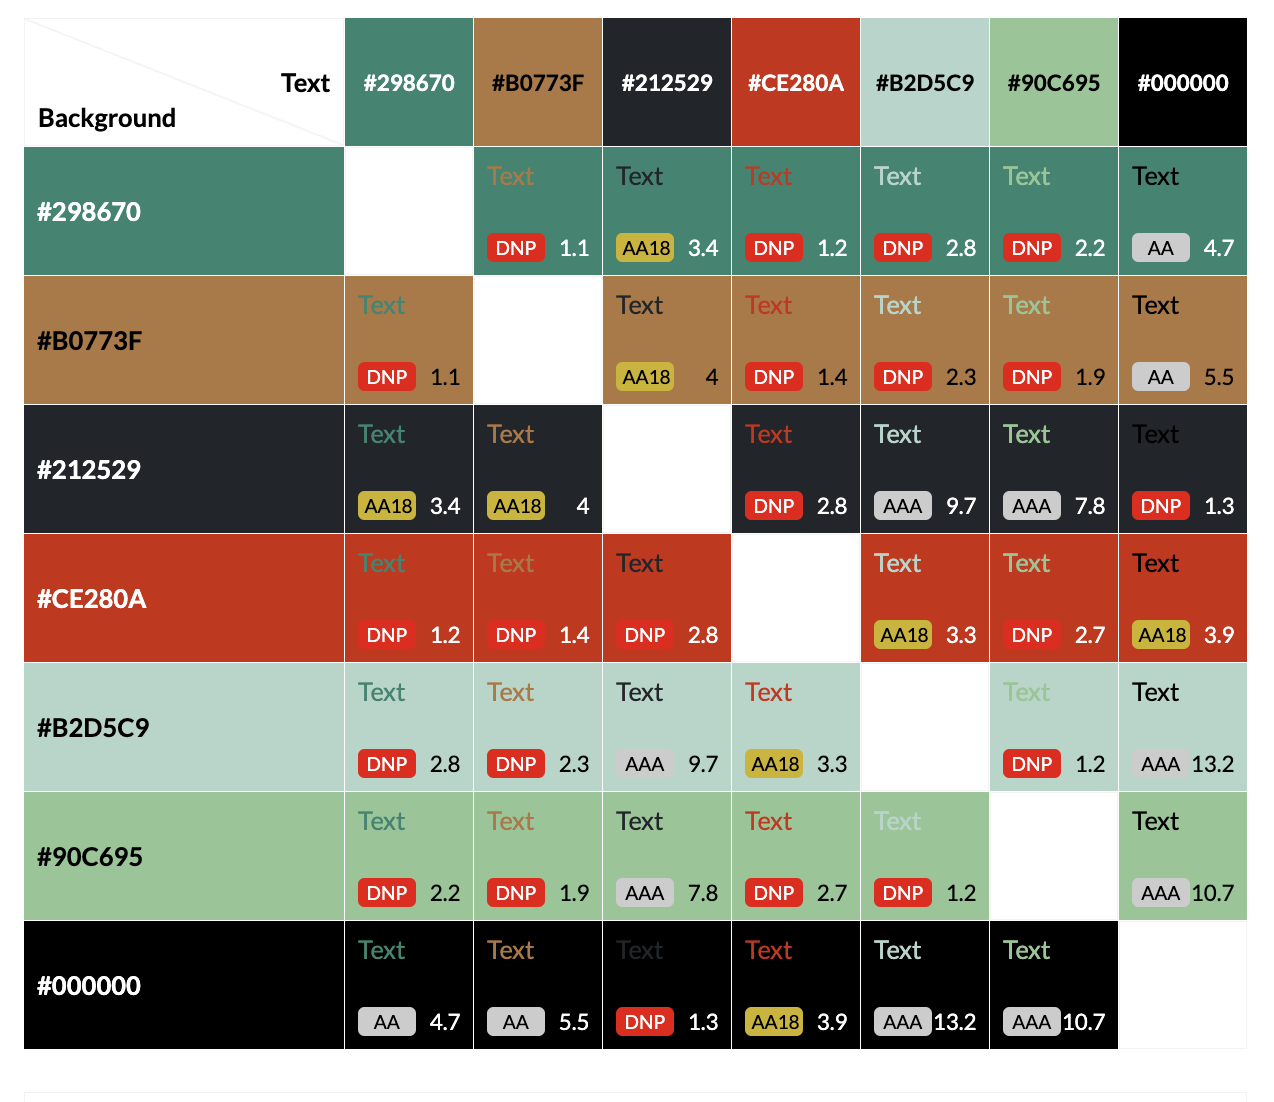 Text
Background
#298670 #B0773F #212529 #CE280A #B2D5C9 #90C695 #000000
#298670
Text Text Text Text Text Text
DNP 1.1 AA18 3.4 DNP 1.2 DNP 2.8 DNP 2.2 AA 4.7
#B0773F
Text Text Text Text Text Text
DNP 1.1 AA18 4 DNP 1.4 DNP 2.3 DNP 1.9 AA 5.5
#212529
Text Text Text Text Text Text
AA18 3.4 AA18 4 DNP 2.8 AAA 9.7 AAA 7.8 DNP 1.3
#CE280A
Text Text Text Text Text Text
DNP 1.2 DNP 1.4 DNP 2.8 AA18 3.3 DNP 2.7 AA18 3.9
#B2D5C9
Text Text Text Text Text Text
DNP 2.8 DNP 2.3 AAA 9.7 AA18 3.3 DNP 1.2 AAA 13.2
#90C695
Text Text Text Text Text Text
DNP 2.2 DNP 1.9 AAA 7.8 DNP 2.7 DNP 1.2 AAA 10.7
#000000
Text Text Text Text Text Text
AA 4.7 AA 5.5 DNP 1.3 AA18 3.9 AAA 13.2 AAA 10.7